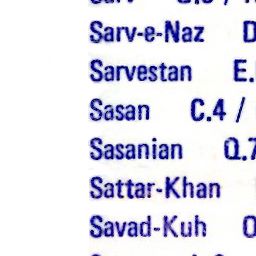 Sarv-e-Naz
Sarvestan E.
Sasan C.4 /
Sasanian Q.7
Sattar-Khan
Savad-Kuh